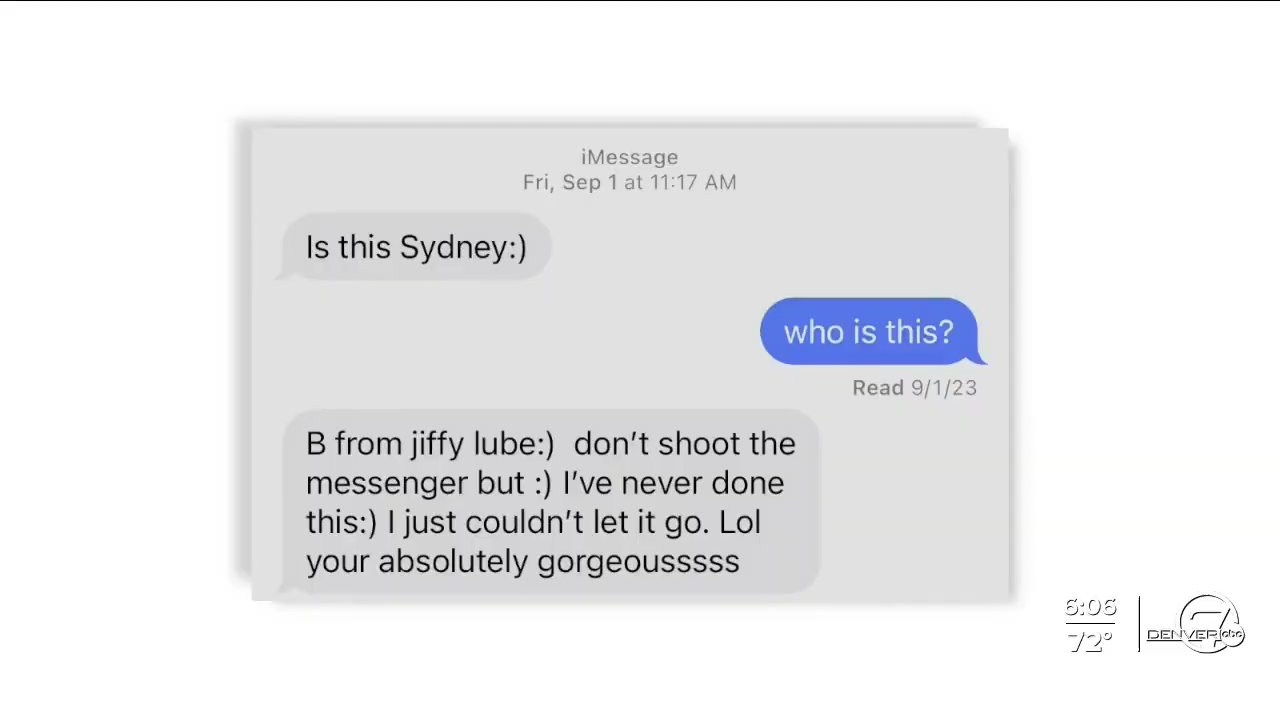 iMessage
Fri, Sep 1 at 11:17 AM
Is this Sydney:)
who is this?
Read 9/1/23
B from jiffy lube:)  don't shoot the
messenger but :) I've never done
this:) I just couldn't let it go. Lol
your absolutely gorgeousssss
6:06
72°
DENVER 7 abc